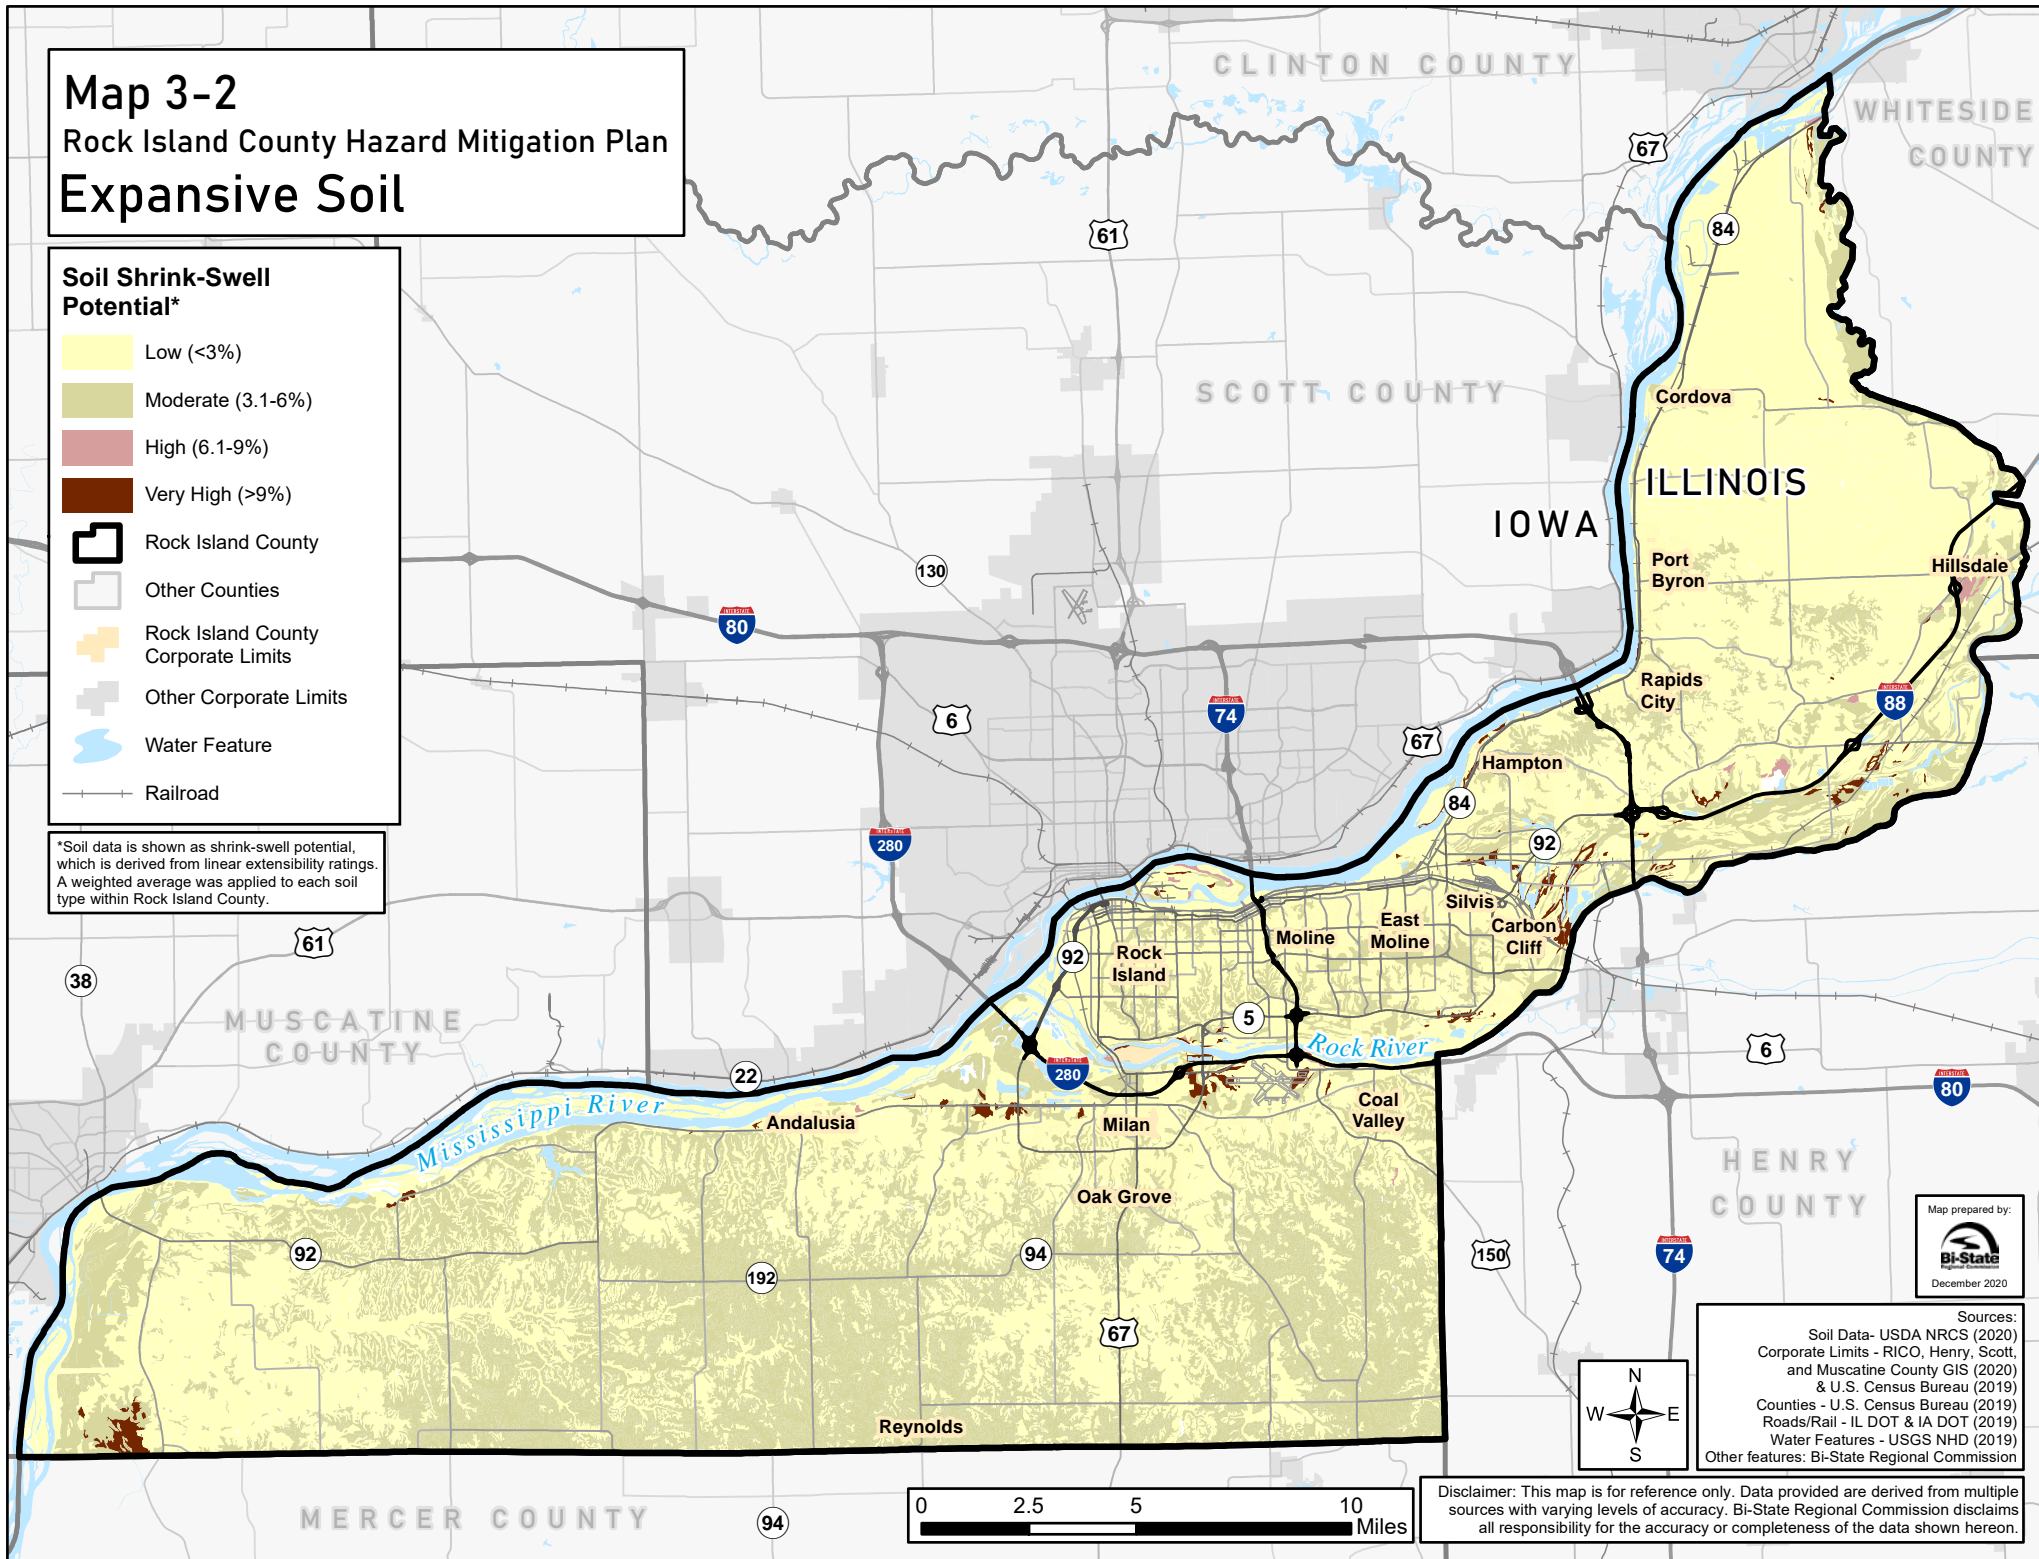 Map 3-2
Rock Island County Hazard Mitigation Plan
Expansive Soil
Soil Shrink-Swell
Potential*
Low (<3%)
Moderate (3.1-6%)
High (6.1-9%)
Very High (>9%)
Rock Island County
Other Counties
Rock Island County
Corporate Limits
Other Corporate Limits
Water Feature
Railroad
*Soil data is shown as shrink-swell potential,
which is derived from linear extensibility ratings.
A weighted average was applied to each soil
type within Rock Island County.
CLINTON COUNTY
WHITESIDE
COUNTY
67
84
61
SCOTT COUNTY
Cordova
ILLINOIS
IOWA
Port
Byron
Hillsdale
130
INTERSTATE
80
Rapids
City
INTERSTATE
88
6
INTERSTATE
74
67
Hampton
84
INTERSTATE
280
92
Silvis
Carbon
Cliff
East
Moline
Moline
Rock
Island
92
61
38
MUSCATINE
COUNTY
5
Rock River
INTERSTATE
280
22
6
INTERSTATE
80
Mississippi River
Andalusia
Milan
Coal
Valley
HENRY
COUNTY
Oak Grove
92
94
192
150
INTERSTATE
74
67
Reynolds
MERCER COUNTY
94
Map prepared by:
Bi-State
Regional Commission
December 2020
Sources:
Soil Data- USDA NRCS (2020)
Corporate Limits - RICO, Henry, Scott,
and Muscatine County GIS (2020)
& U.S. Census Bureau (2019)
Counties - U.S. Census Bureau (2019)
Roads/Rail - IL DOT & IA DOT (2019)
Water Features - USGS NHD (2019)
Other features: Bi-State Regional Commission
N
W E
S
0 2.5 5 10
Miles
Disclaimer: This map is for reference only. Data provided are derived from multiple
sources with varying levels of accuracy. Bi-State Regional Commission disclaims
all responsibility for the accuracy or completeness of the data shown hereon.